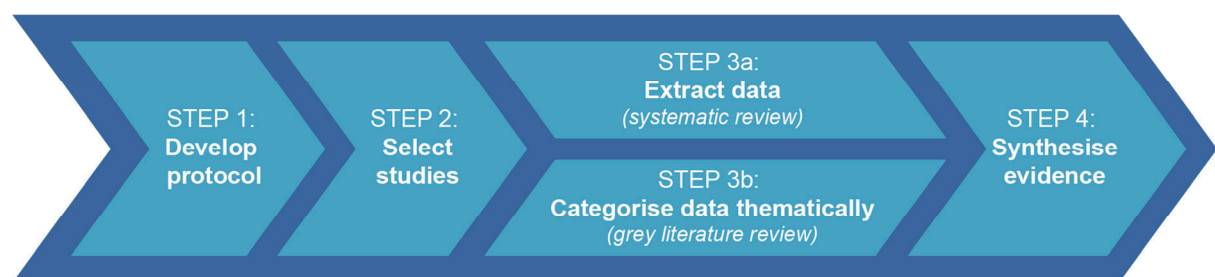 STEP 1:
Develop
protocol
STEP 2:
Select
studies
STEP 3a:
Extract data
(systematic review)
STEP 3b:
Categorise data thematically
(grey literature review)
STEP 4:
Synthesise
evidence